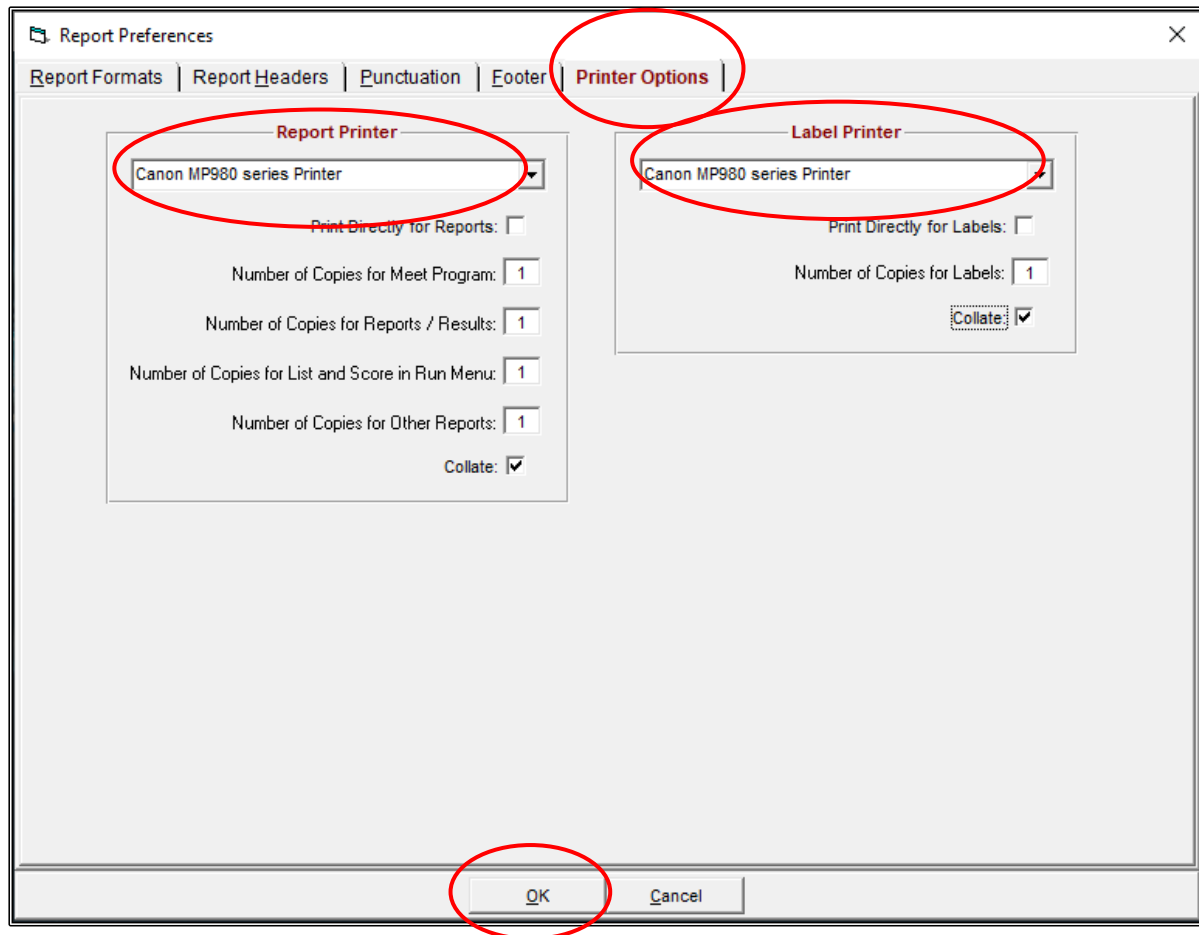 Report Preferences
Report Formats Report Headers Punctuation Footer Printer Options
Report Printer
Canon MP980 series Printer
Print Directly for Reports:
Number of Copies for Meet Program: 1
Number of Copies for Reports / Results: 1
Number of Copies for List and Score in Run Menu: 1
Number of Copies for Other Reports: 1
Collate:
Label Printer
Canon MP980 series Printer
Print Directly for Labels:
Number of Copies for Labels: 1
Collate:
OK Cancel